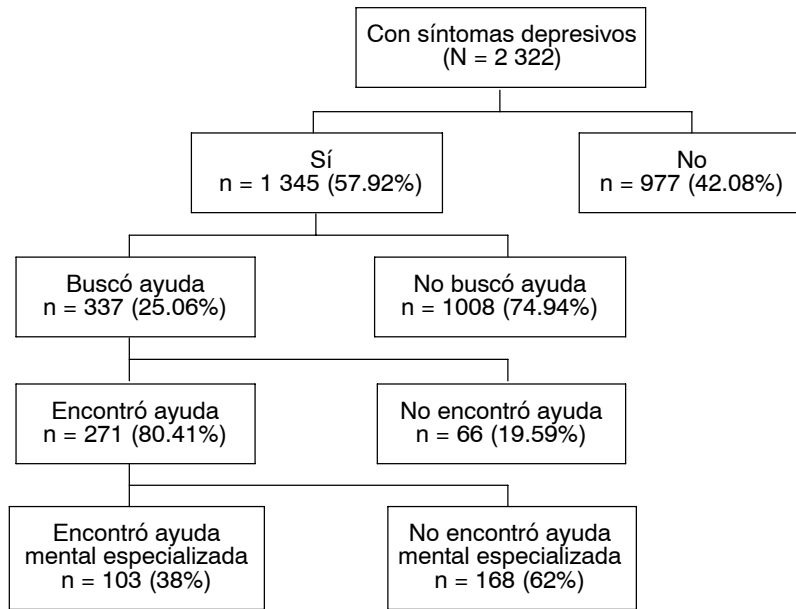 Con síntomas depresivos
(N = 2 322)
Sí
n = 1 345 (57.92%)
No
n = 977 (42.08%)
Buscó ayuda
n = 337 (25.06%)
No buscó ayuda
n = 1008 (74.94%)
Encontró ayuda
n = 271 (80.41%)
No encontró ayuda
n = 66 (19.59%)
Encontró ayuda
mental especializada
n = 103 (38%)
No encontró ayuda
mental especializada
n = 168 (62%)